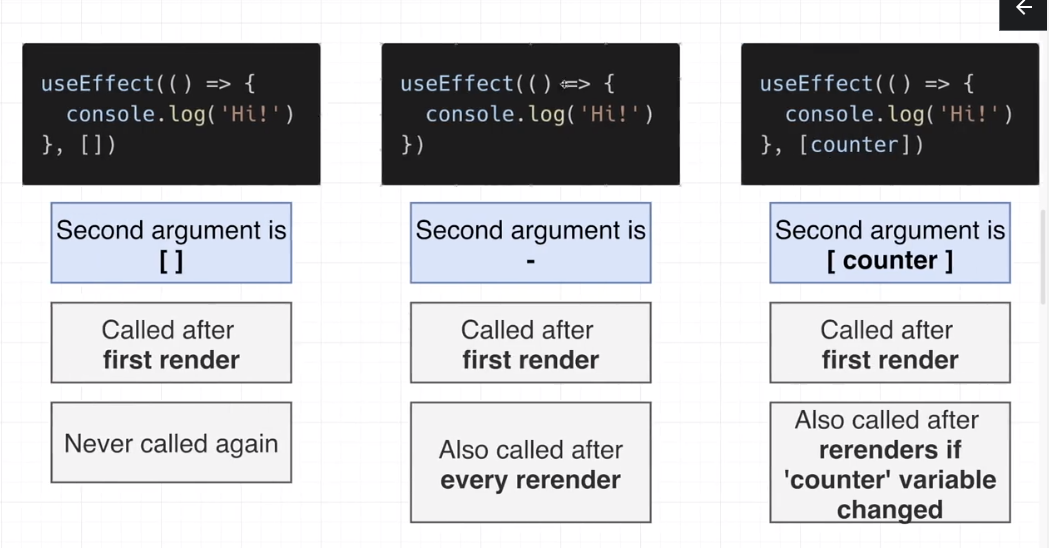 useEffect(() => {
  console.log('Hi!')
}, [])
Second argument is
[ ]
Called after
first render
Never called again
useEffect(() => {
  console.log('Hi!')
})
Second argument is
-
Called after
first render
Also called after
every rerender
useEffect(() => {
  console.log('Hi!')
}, [counter])
Second argument is
[ counter ]
Called after
first render
Also called after
rerenders if
'counter' variable
changed